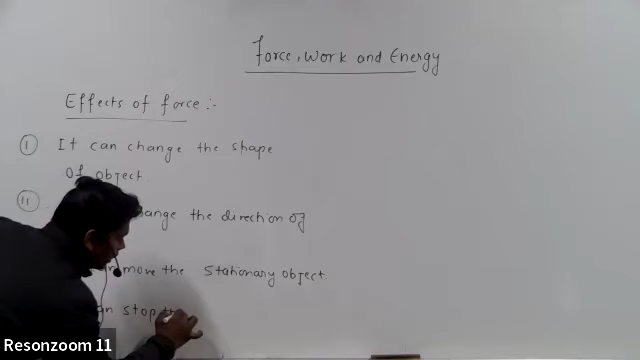 Force, Work and Energy
Effects of force :-
(i) It can change the shape
of object
(ii) change the direction of
move the Stationary object.
stop
Resonzoom 11